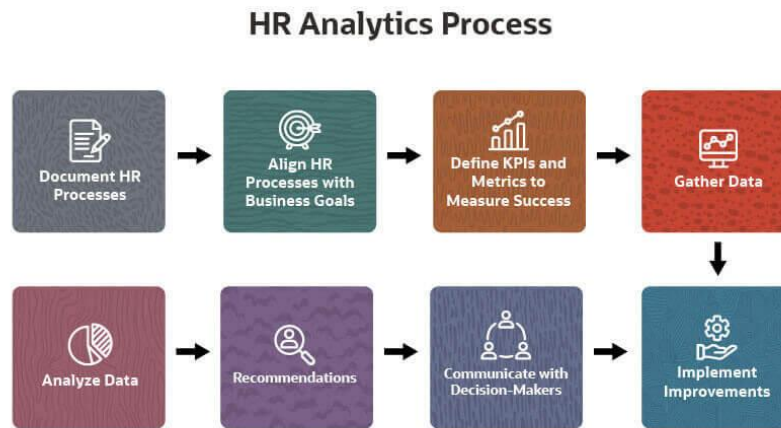 HR Analytics Process
Document HR
Processes
Align HR
Processes with
Business Goals
Define KPIs and
Metrics to
Measure Success
Gather Data
Analyze Data
Recommendations
Communicate with
Decision-Makers
Implement
Improvements